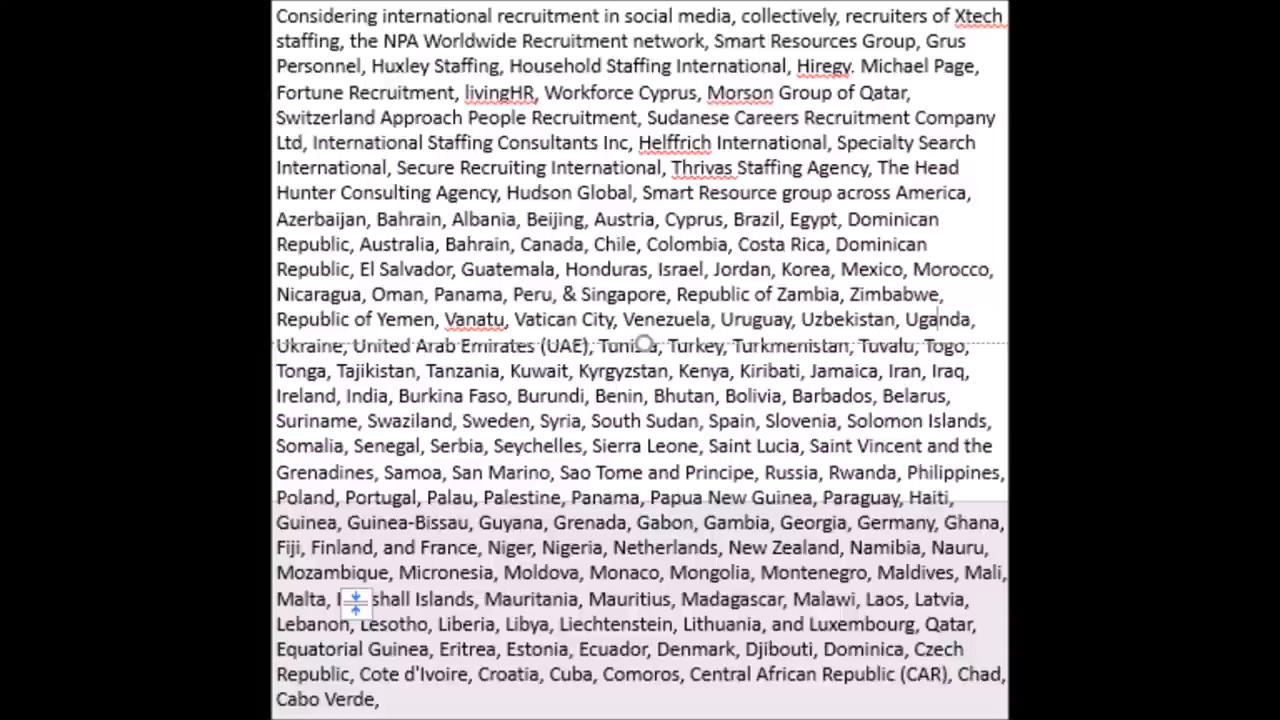 Considering international recruitment in social media, collectively, recruiters of Xtech
staffing, the NPA Worldwide Recruitment network, Smart Resources Group, Grus
Personnel, Huxley Staffing, Household Staffing International, Hiregy. Michael Page,
Fortune Recruitment, livingHR, Workforce Cyprus, Morson Group of Qatar,
Switzerland Approach People Recruitment, Sudanese Careers Recruitment Company
Ltd, International Staffing Consultants Inc, Helffrich International, Specialty Search
International, Secure Recruiting International, Thrivas Staffing Agency, The Head
Hunter Consulting Agency, Hudson Global, Smart Resource group across America,
Azerbaijan, Bahrain, Albania, Beijing, Austria, Cyprus, Brazil, Egypt, Dominican
Republic, Australia, Bahrain, Canada, Chile, Colombia, Costa Rica, Dominican
Republic, El Salvador, Guatemala, Honduras, Israel, Jordan, Korea, Mexico, Morocco,
Nicaragua, Oman, Panama, Peru, & Singapore, Republic of Zambia, Zimbabwe,
Republic of Yemen, Vanatu, Vatican City, Venezuela, Uruguay, Uzbekistan, Uganda,
Ukraine, United Arab Emirates (UAE), Tunisia, Turkey, Turkmenistan, Tuvalu, Togo,
Tonga, Tajikistan, Tanzania, Kuwait, Kyrgyzstan, Kenya, Kiribati, Jamaica, Iran, Iraq,
Ireland, India, Burkina Faso, Burundi, Benin, Bhutan, Bolivia, Barbados, Belarus,
Suriname, Swaziland, Sweden, Syria, South Sudan, Spain, Slovenia, Solomon Islands,
Somalia, Senegal, Serbia, Seychelles, Sierra Leone, Saint Lucia, Saint Vincent and the
Grenadines, Samoa, San Marino, Sao Tome and Principe, Russia, Rwanda, Philippines,
Poland, Portugal, Palau, Palestine, Panama, Papua New Guinea, Paraguay, Haiti,
Guinea, Guinea-Bissau, Guyana, Grenada, Gabon, Gambia, Georgia, Germany, Ghana,
Fiji, Finland, and France, Niger, Nigeria, Netherlands, New Zealand, Namibia, Nauru,
Mozambique, Micronesia, Moldova, Monaco, Mongolia, Montenegro, Maldives, Mali,
Malta, Islands, Mauritania, Mauritius, Madagascar, Malawi, Laos, Latvia,
Lebanon, Lesotho, Liberia, Libya, Liechtenstein, Lithuania, and Luxembourg, Qatar,
Equatorial Guinea, Eritrea, Estonia, Ecuador, Denmark, Djibouti, Dominica, Czech
Republic, Cote d'Ivoire, Croatia, Cuba, Comoros, Central African Republic (CAR), Chad,
Cabo Verde,